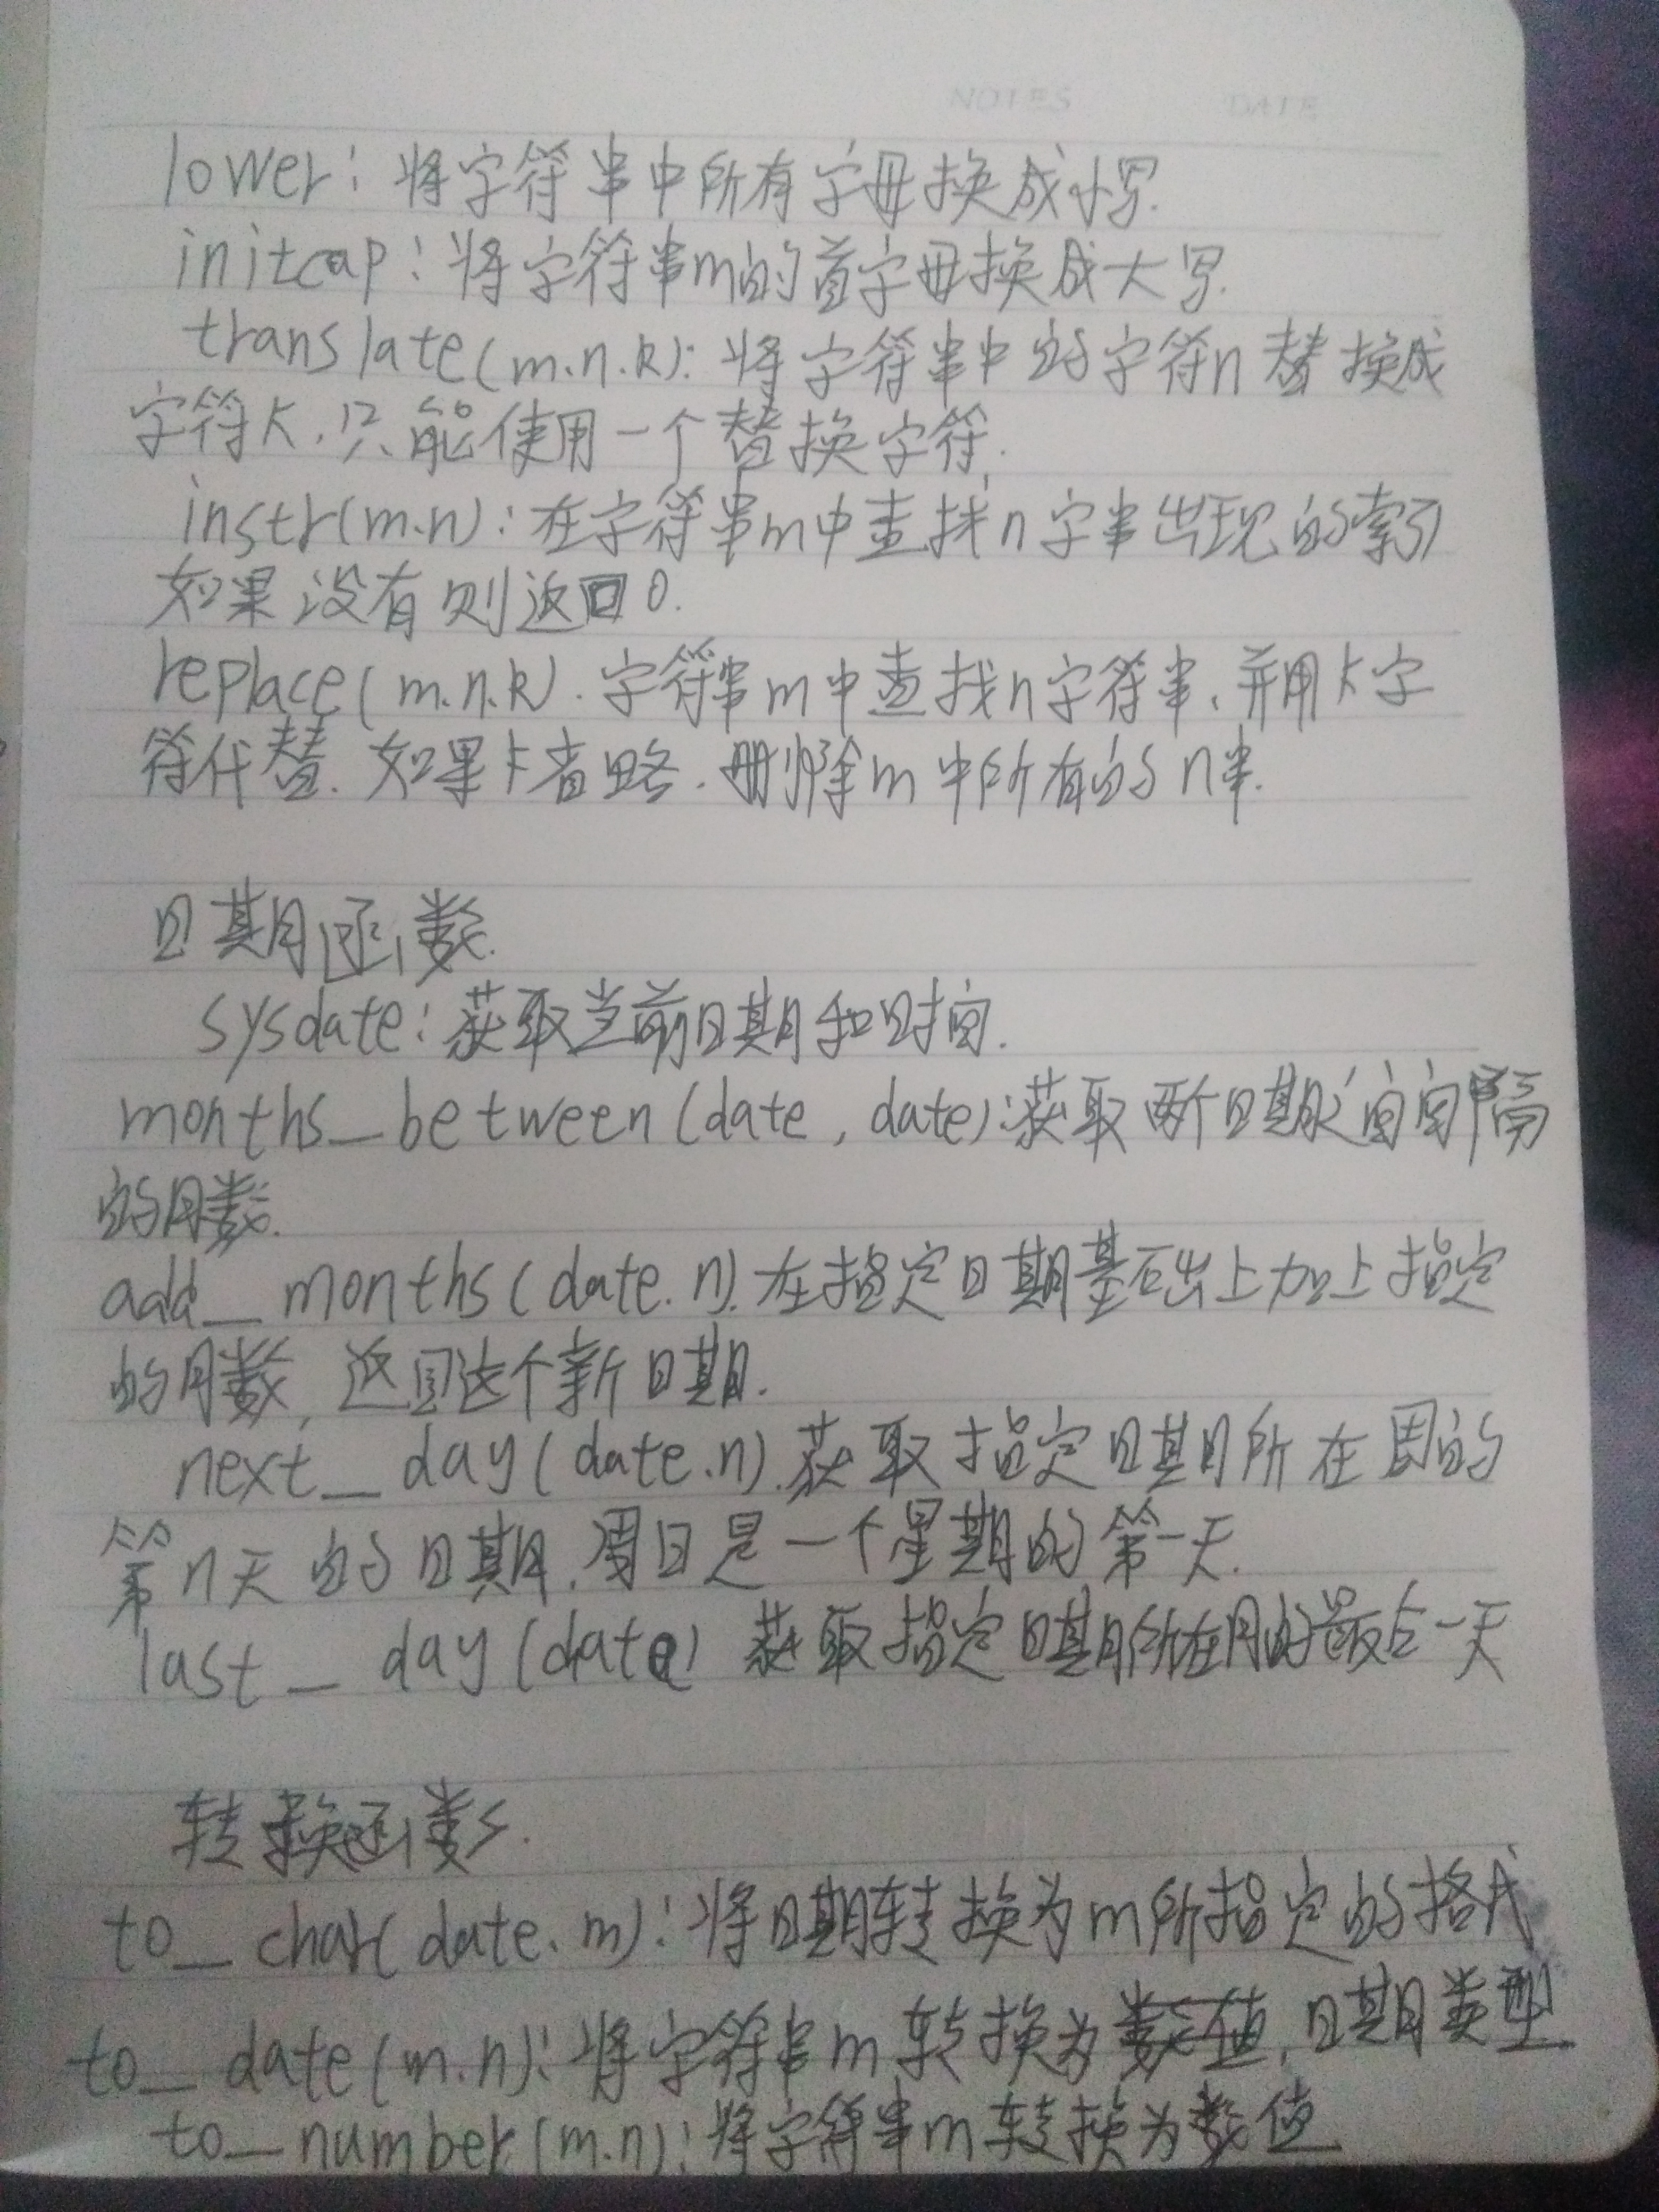 NOTES DATE
lower: 将字符串中所有字母换成小写.
initcap: 将字符串m的首字母换成大写.
translate(m.n.k): 将字符串中的字符n替换成
字符k, 只能使用一个替换字符.
instr(m.n): 在字符串m中查找n字串出现的索引
如果没有则返回0.
replace(m.n.k). 字符串m中查找n字符串, 并用k字
符代替. 如果k省略. 删除m中所有的n串.
日期函数.
sysdate: 获取当前日期和时间.
months_between(date, date): 获取两个日期之间间隔
的月数.
add_months(date.n). 在指定日期基础上加上指定
的月数, 返回这个新日期.
next_day(date.n). 获取指定日期所在周的
第n天的日期, 周日是一个星期的第一天.
last_day(date) 获取指定日期所在月的最后一天
转换函数.
to_char(date, m): 将日期转换为m所指定的格式
to_date(m.n): 将字符串m转换为数值, 日期类型
to_number(m.n): 将字符串m转换为数值